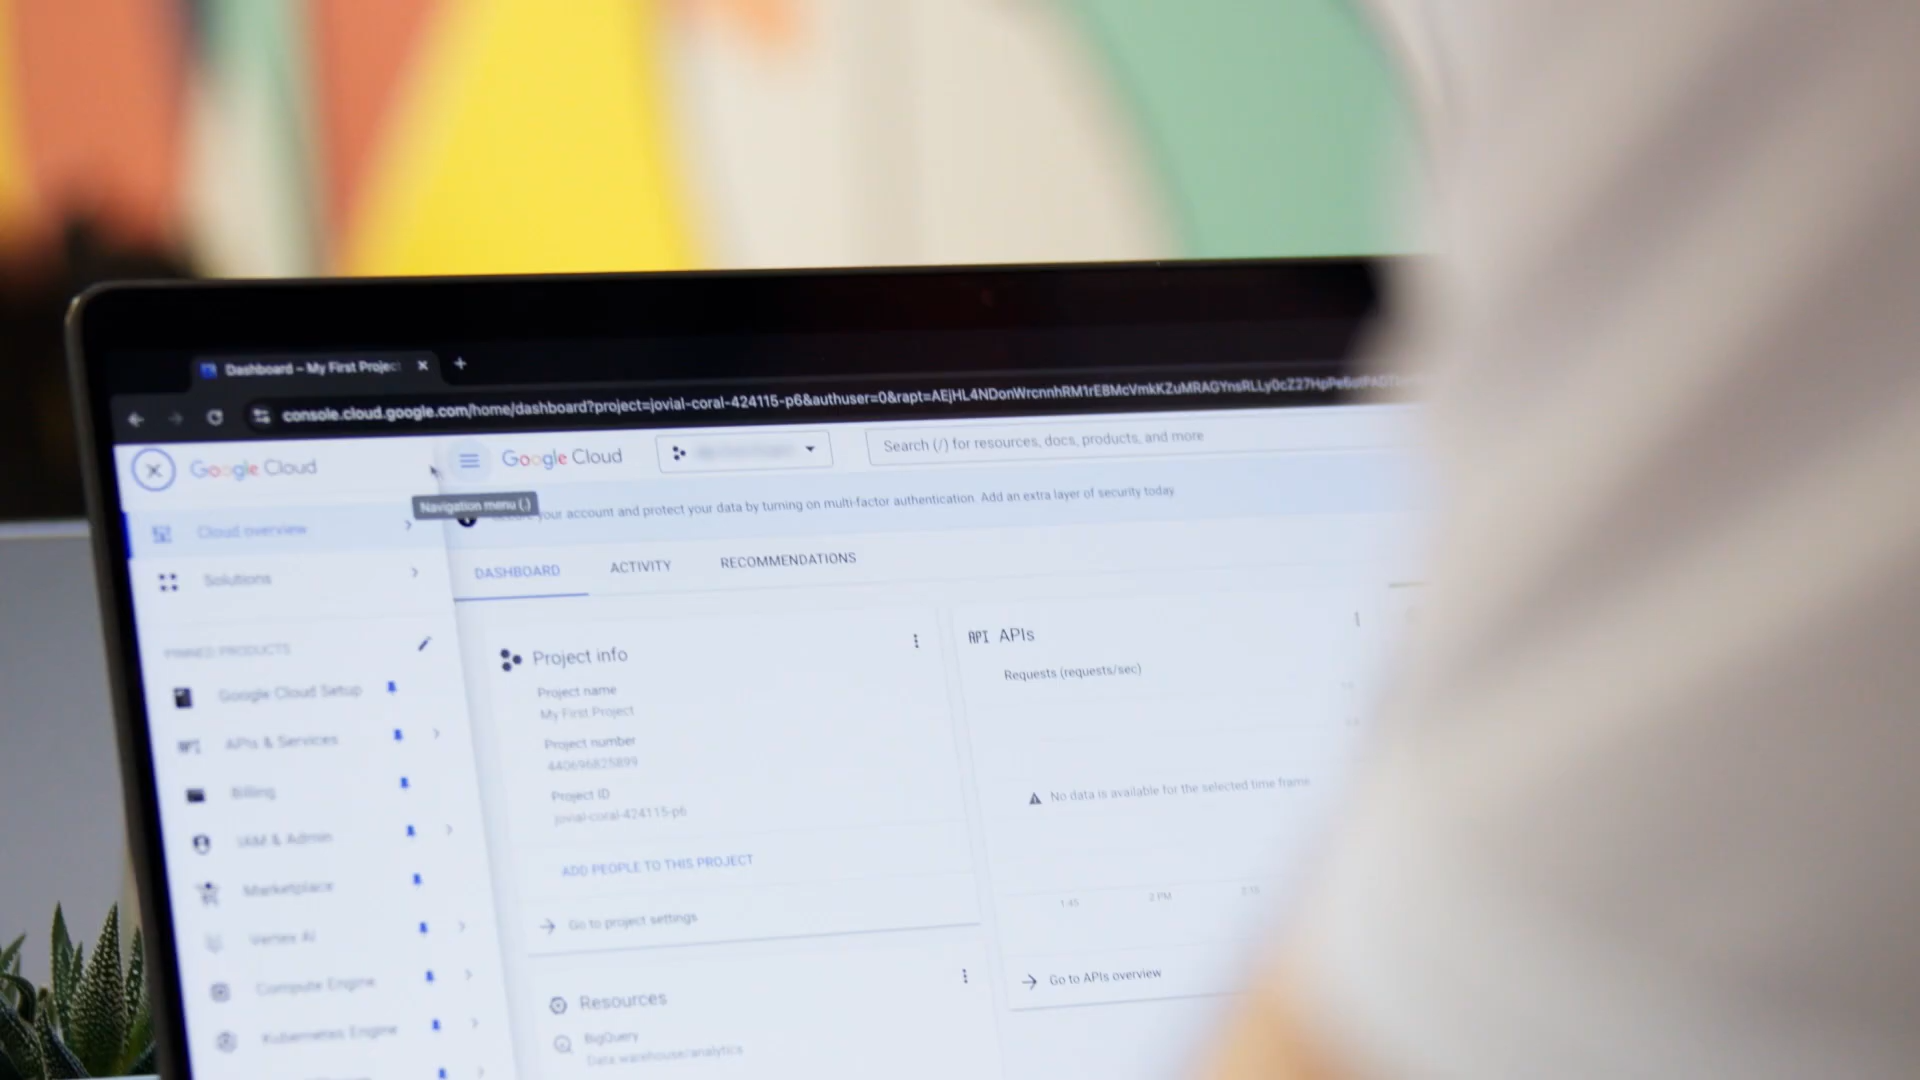 Dashboard – My First Project
console.cloud.google.com/home/dashboard?project=jovial-coral-424115-p6&authuser=0&rapt=AEjHL4NDonWrcnnhRM1rEBMcVmkKZuMRAGYnsRLLy0cZ27HpPe6
Google Cloud
Google Cloud
Search (/) for resources, docs, products, and more
Navigation menu (.)
your account and protect your data by turning on multi-factor authentication. Add an extra layer of security today
Cloud overview
Solutions
DASHBOARD
ACTIVITY
RECOMMENDATIONS
PINNED PRODUCTS
Google Cloud Setup
APIs & Services
Billing
IAM & Admin
Marketplace
Vertex AI
Compute Engine
Kubernetes Engine
Project info
Project name
My First Project
Project number
440696825899
Project ID
jovial-coral-424115-p6
ADD PEOPLE TO THIS PROJECT
Go to project settings
Resources
BigQuery
Data warehouse/analytics
API APIs
Requests (requests/sec)
No data is available for the selected time frame.
1:45
2 PM
2:15
Go to APIs overview